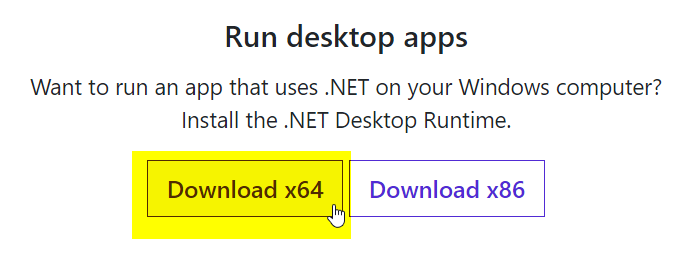 Run desktop apps
Want to run an app that uses .NET on your Windows computer?
Install the .NET Desktop Runtime.
Download x64
Download x86